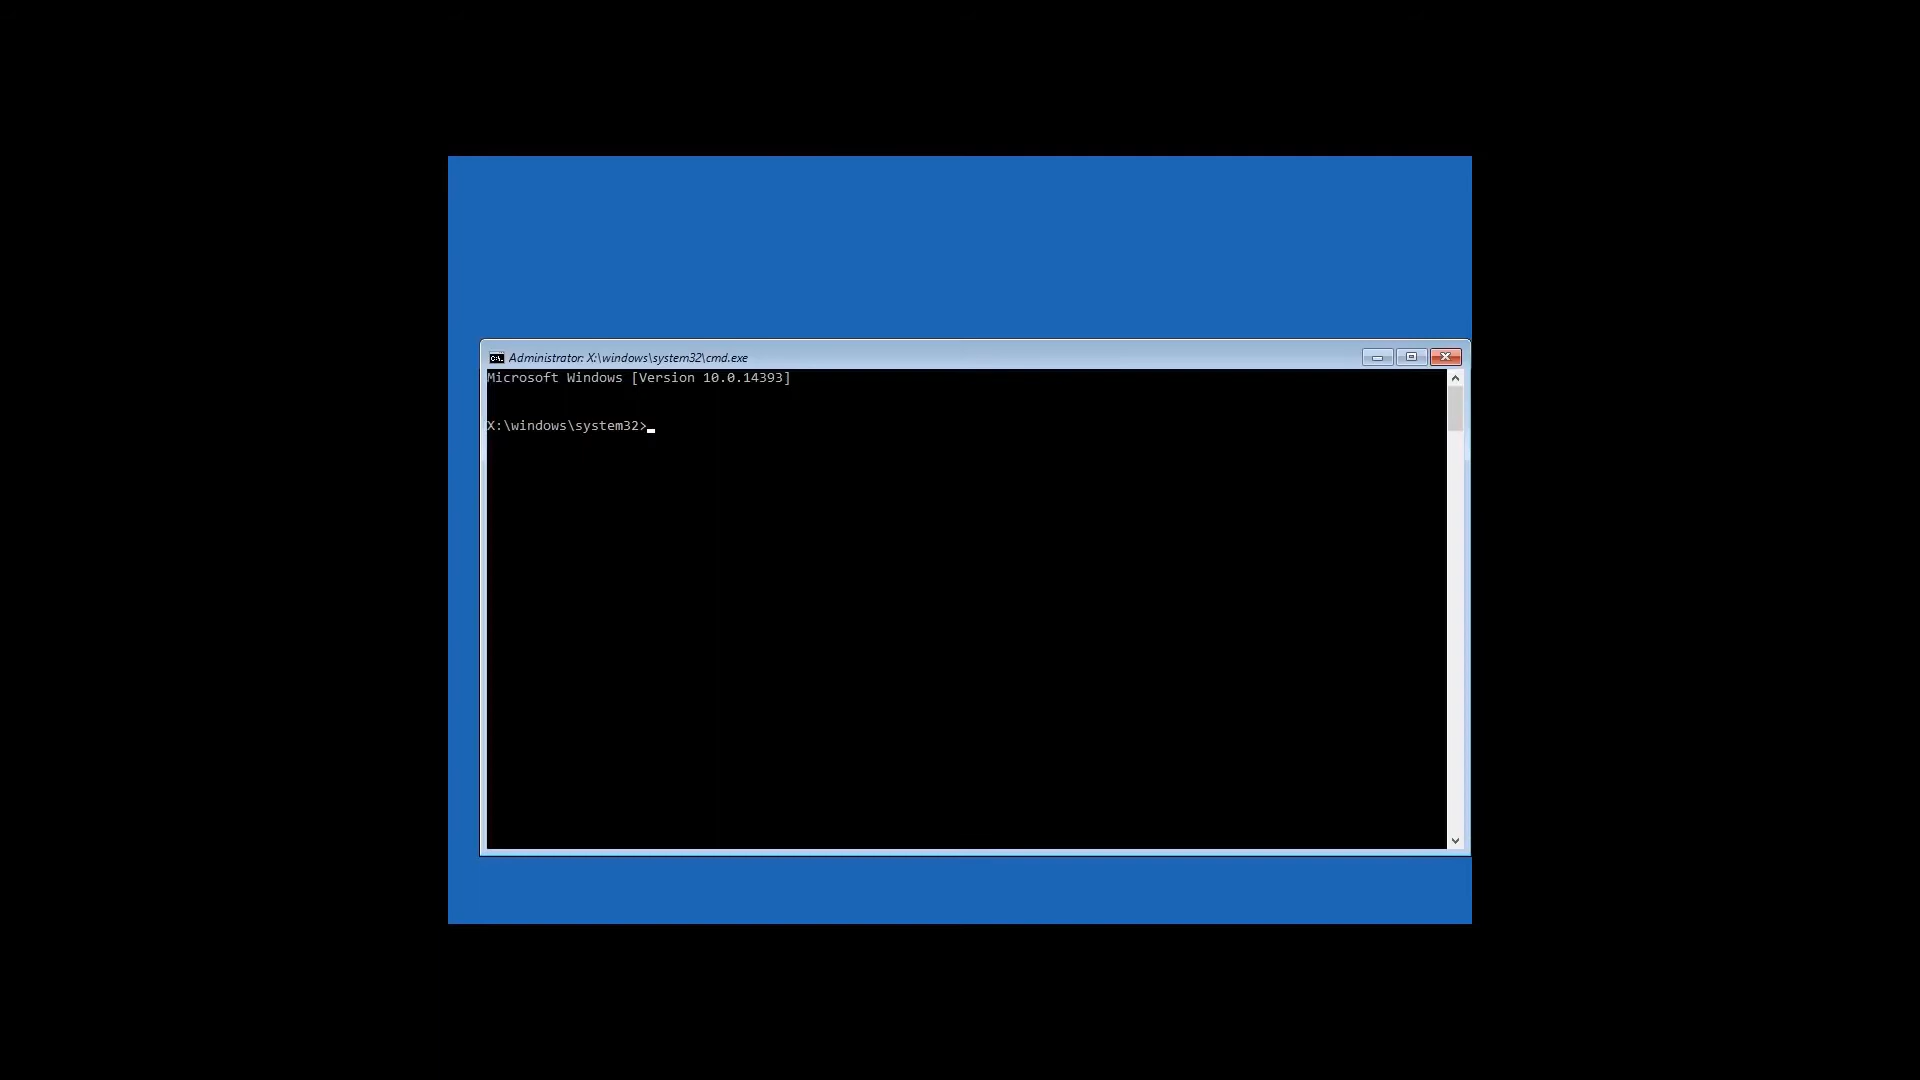 Administrator: X:\windows\system32\cmd.exe
Microsoft Windows [Version 10.0.14393]
X:\windows\system32>